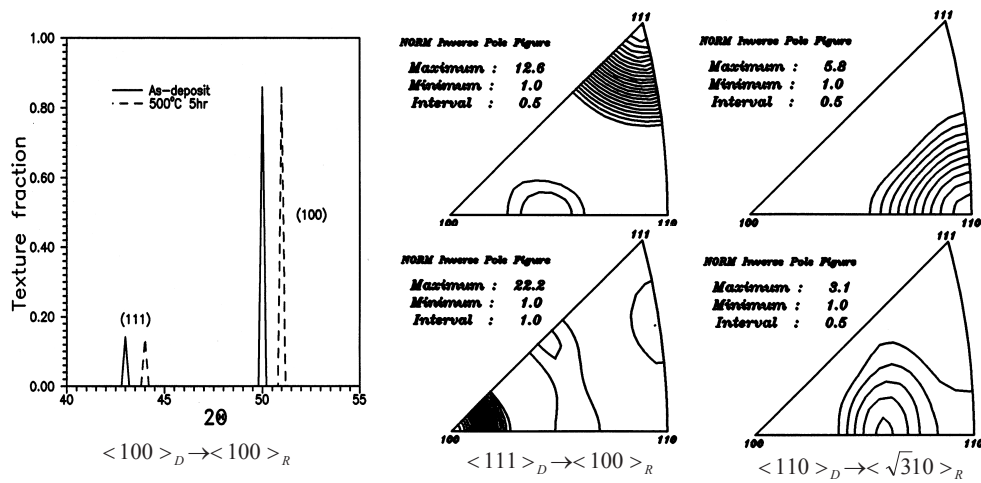 1.00
0.80
0.60
0.40
0.20
0.00
Texture fraction
As-deposit
500°C 5hr
(111)
(100)
40
45
50
55
2Θ
<100>_D→<100>_R
111
NORM Inverse Pole Figure
Maximum : 12.6
Minimum : 1.0
Interval : 0.5
100
110
111
NORM Inverse Pole Figure
Maximum : 22.2
Minimum : 1.0
Interval : 1.0
100
110
<111>_D→<100>_R
111
NORM Inverse Pole Figure
Maximum : 5.8
Minimum : 1.0
Interval : 0.5
100
110
111
NORM Inverse Pole Figure
Maximum : 3.1
Minimum : 1.0
Interval : 0.5
100
110
<110>_D→<√310>_R